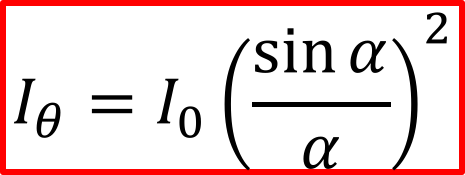 I_θ = I_0 (sin α / α)^2